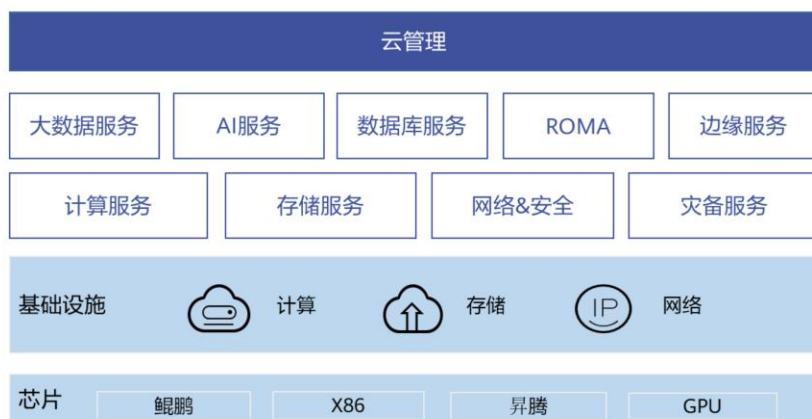 云管理
大数据服务 AI服务 数据库服务 ROMA 边缘服务
计算服务 存储服务 网络&安全 灾备服务
基础设施 计算 存储 IP 网络
芯片 鲲鹏 X86 昇腾 GPU